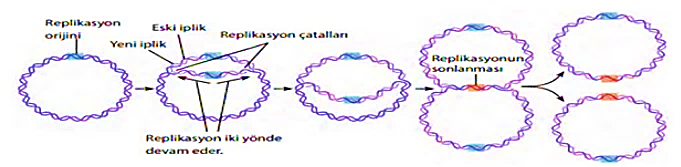 Replikasyon
orijini
Eski iplik
Yeni iplik
Replikasyon çatalları
Replikasyon iki yönde
devam eder.
Replikasyonun
sonlanması